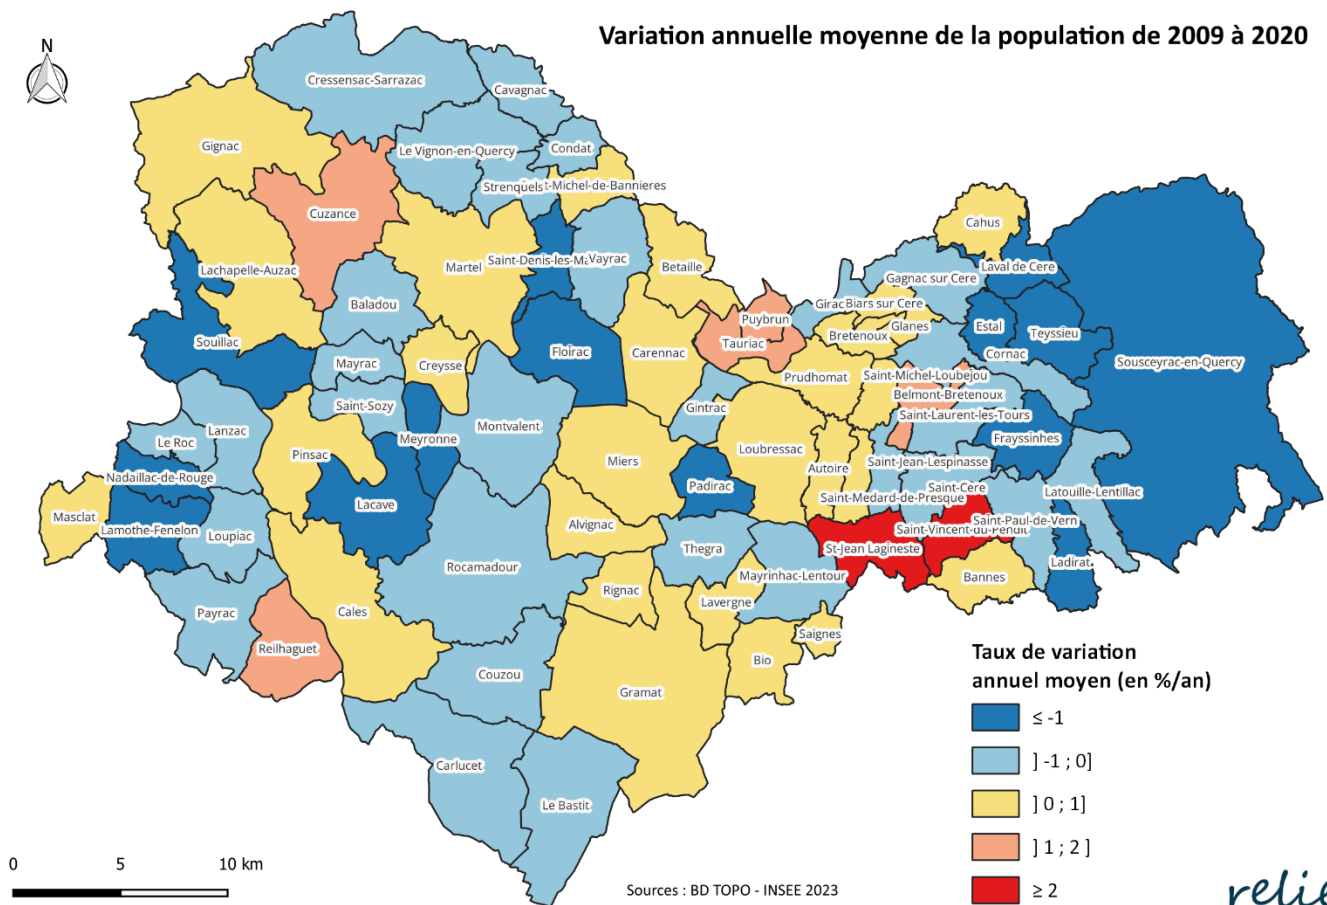 Variation annuelle moyenne de la population de 2009 à 2020
N
Cressensac-Sarrazac
Cavagnac
Gignac
Le Vignon-en-Quercy
Condat
Strenquels
t-Michel-de-Bannieres
Cuzance
Cahus
Lachapelle-Auzac
Martel
Saint-Denis-les-Ma
Vayrac
Betaille
Laval de Cere
Gagnac sur Cere
Baladou
Girac
Biars sur Cere
Puybrun
Glanes
Estal
Teyssieu
Souillac
Bretenoux
Tauriac
Floirac
Carennac
Cornac
Mayrac
Creysse
Sousceyrac-en-Quercy
Prudhomat
Saint-Michel-Loubejou
Belmont-Bretenoux
Saint-Sozy
Gintrac
Saint-Laurent-les-Tours
Montvalent
Lanzac
Le Roc
Meyronne
Frayssinhes
Pinsac
Loubressac
Miers
Autoire
Saint-Jean-Lespinasse
Nadaillac-de-Rouge
Padirac
Saint-Cere
Latouille-Lentillac
Saint-Medard-de-Presque
Lacave
Masclat
Saint-Paul-de-Vern
Alvignac
Saint-Vincent-du-Pendit
Lamothe-Fenelon
Loupiac
Thegra
St-Jean Lagineste
Ladirat
Rocamadour
Mayrinhac-Lentour
Bannes
Rignac
Lavergne
Payrac
Cales
Saignes
Reilhaguet
Bio
Couzou
Gramat
Carlucet
Le Bastit
Taux de variation
annuel moyen (en %/an)
≤ -1
] -1 ; 0]
] 0 ; 1]
] 1 ; 2 ]
≥ 2
0 5 10 km
Sources : BD TOPO - INSEE 2023
relie